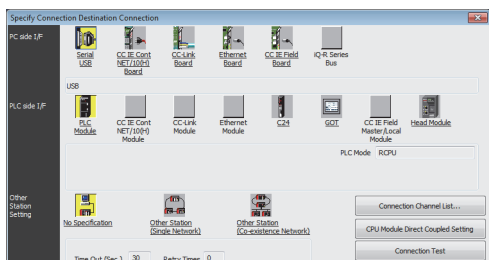 Specify Connection Destination Connection
PC side I/F
Serial USB
CC IE Cont NET/10(H) Board
CC-Link Board
Ethernet Board
CC IE Field Board
iQ-R Series Bus
USB
PLC side I/F
PLC Module
CC IE Cont NET/10(H) Module
CC-Link Module
Ethernet Module
C24
GOT
CC IE Field Master/Local Module
Head Module
PLC Mode RCPU
Other Station Setting
No Specification
Other Station (Single Network)
Other Station (Co-existence Network)
Connection Channel List...
CPU Module Direct Coupled Setting
Connection Test
Time Out (Sec.) 30 Retry Times 0